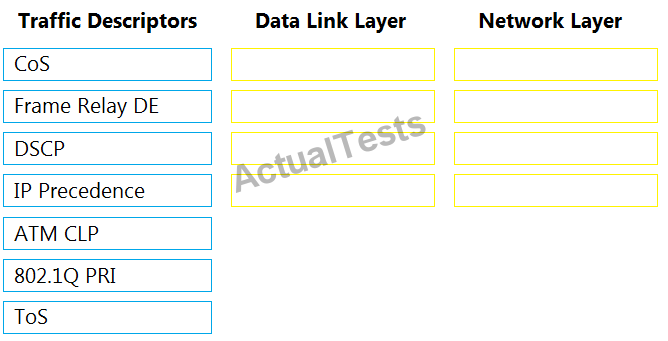 Traffic Descriptors Data Link Layer Network Layer
CoS
Frame Relay DE
DSCP
IP Precedence
ATM CLP
802.1Q PRI
ToS
ActualTests